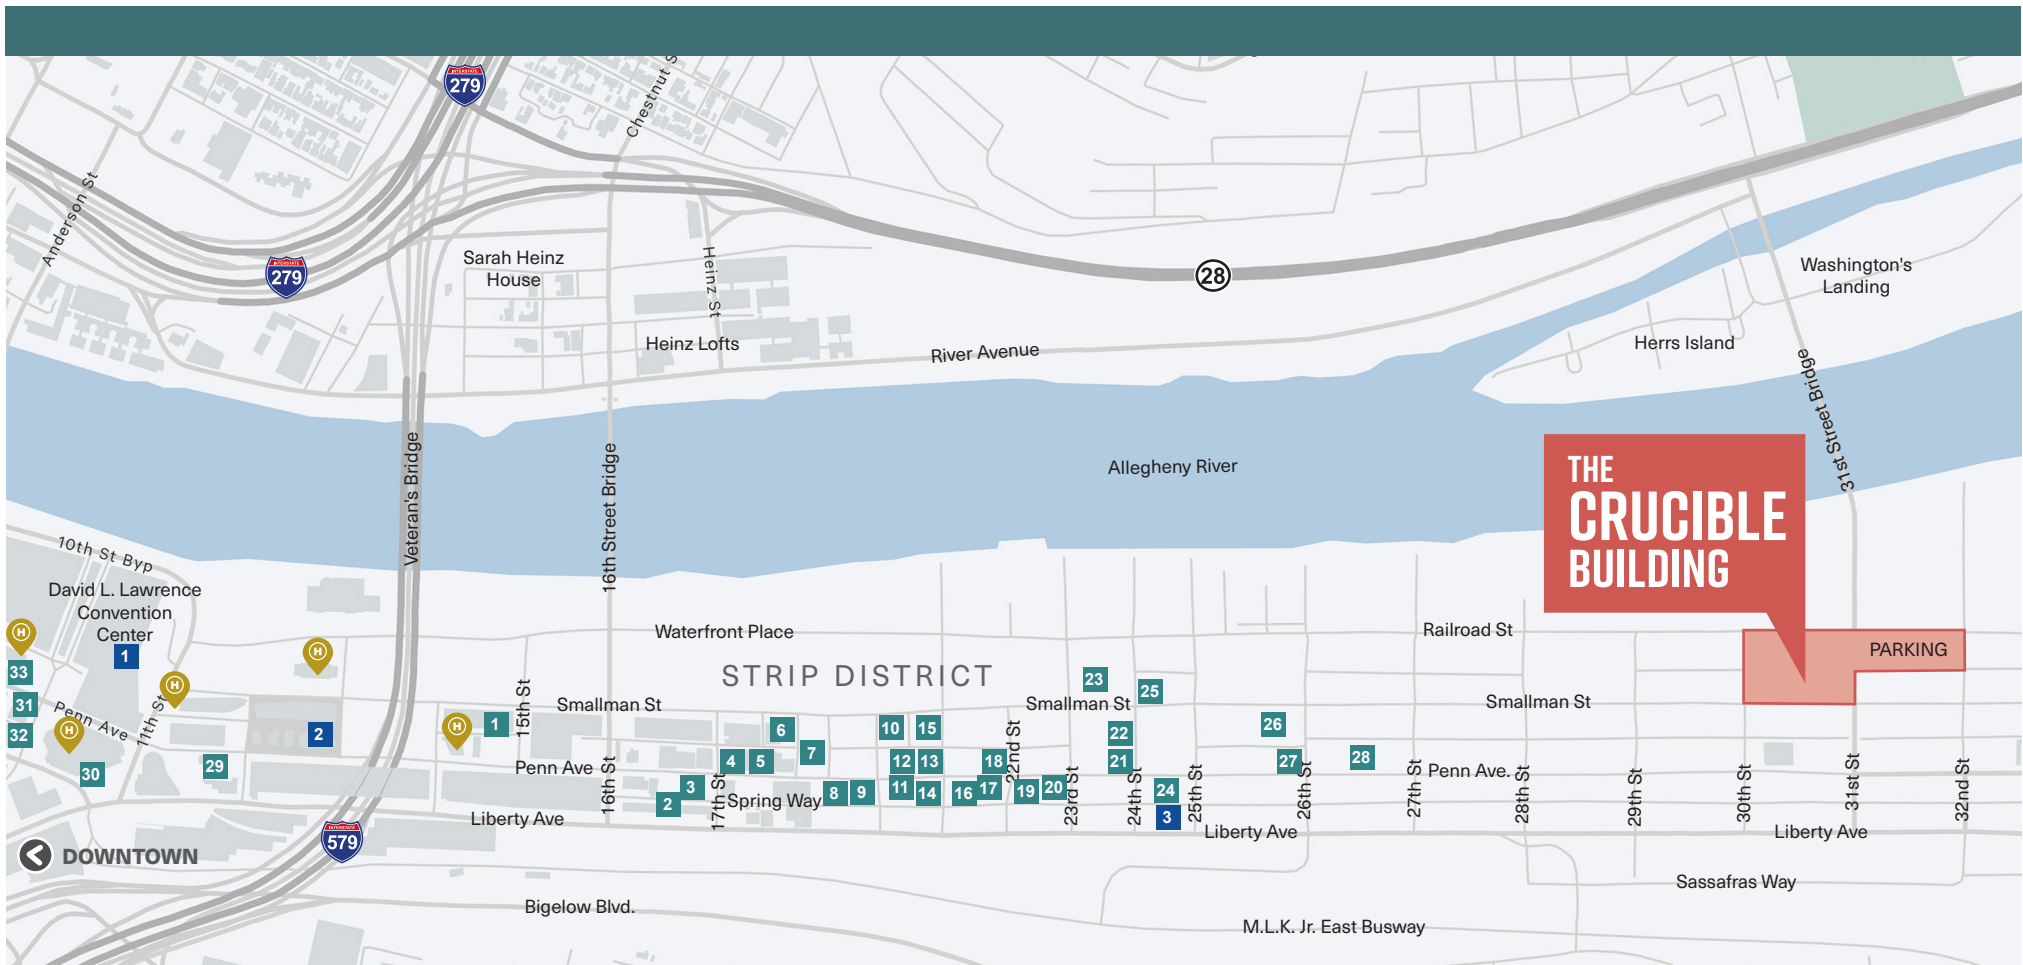 INTERSTATE
279
Chestnut S
Anderson St
INTERSTATE
279
Sarah Heinz
House
Heinz St
Heinz Lofts
28
River Avenue
Washington's
Landing
Herrs Island
31st Street Bridge
Allegheny River
Veteran's Bridge
16th Street Bridge
THE
CRUCIBLE
BUILDING
PARKING
10th St Byp
David L. Lawrence
Convention
Center
1
H
H
H
H
H
33
31
32
30
29
Penn Ave
11th St
2
1
15th St
Waterfront Place
Railroad St
STRIP DISTRICT
Smallman St
Smallman St
Smallman St
23
25
6
10
15
22
26
7
4
5
12
13
18
21
27
28
Penn Ave
Penn Ave.
3
2
Spring Way
8
9
11
14
16
17
19
20
24
3
16th St
17th St
22nd St
23rd St
24th St
25th St
26th St
27th St
28th St
29th St
30th St
31st St
32nd St
Liberty Ave
Liberty Ave
Liberty Ave
INTERSTATE
579
DOWNTOWN
Bigelow Blvd.
Sassafras Way
M.L.K. Jr. East Busway